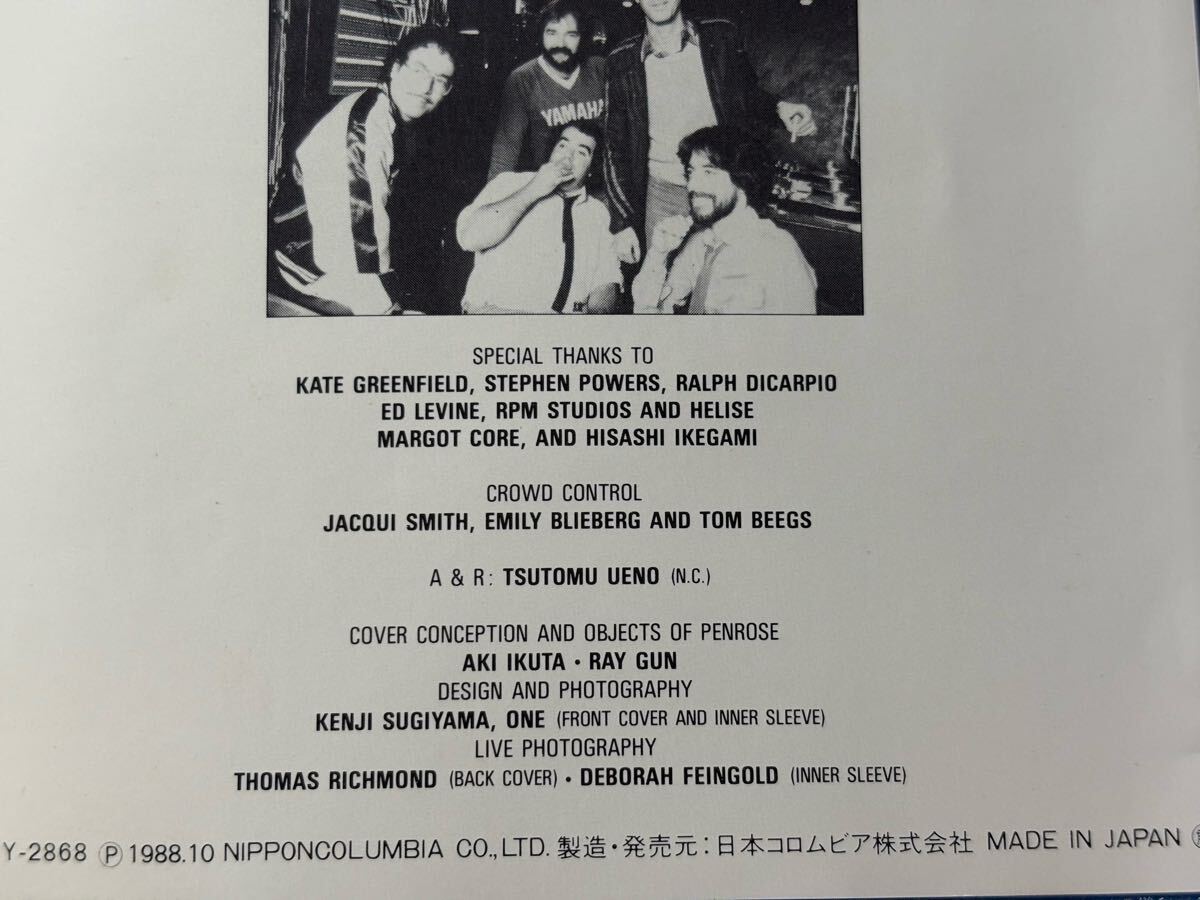 YAMAHA
SPECIAL THANKS TO
KATE GREENFIELD, STEPHEN POWERS, RALPH DICARPIO
ED LEVINE, RPM STUDIOS AND HELISE
MARGOT CORE, AND HISASHI IKEGAMI
CROWD CONTROL
JACQUI SMITH, EMILY BLIEBERG AND TOM BEEGS
A & R: TSUTOMU UENO (N.C.)
COVER CONCEPTION AND OBJECTS OF PENROSE
AKI IKUTA・RAY GUN
DESIGN AND PHOTOGRAPHY
KENJI SUGIYAMA, ONE (FRONT COVER AND INNER SLEEVE)
LIVE PHOTOGRAPHY
THOMAS RICHMOND (BACK COVER)・DEBORAH FEINGOLD (INNER SLEEVE)
Y-2868 Ⓟ 1988.10 NIPPONCOLUMBIA CO., LTD. 製造・発売元：日本コロムビア株式会社 MADE IN JAPAN